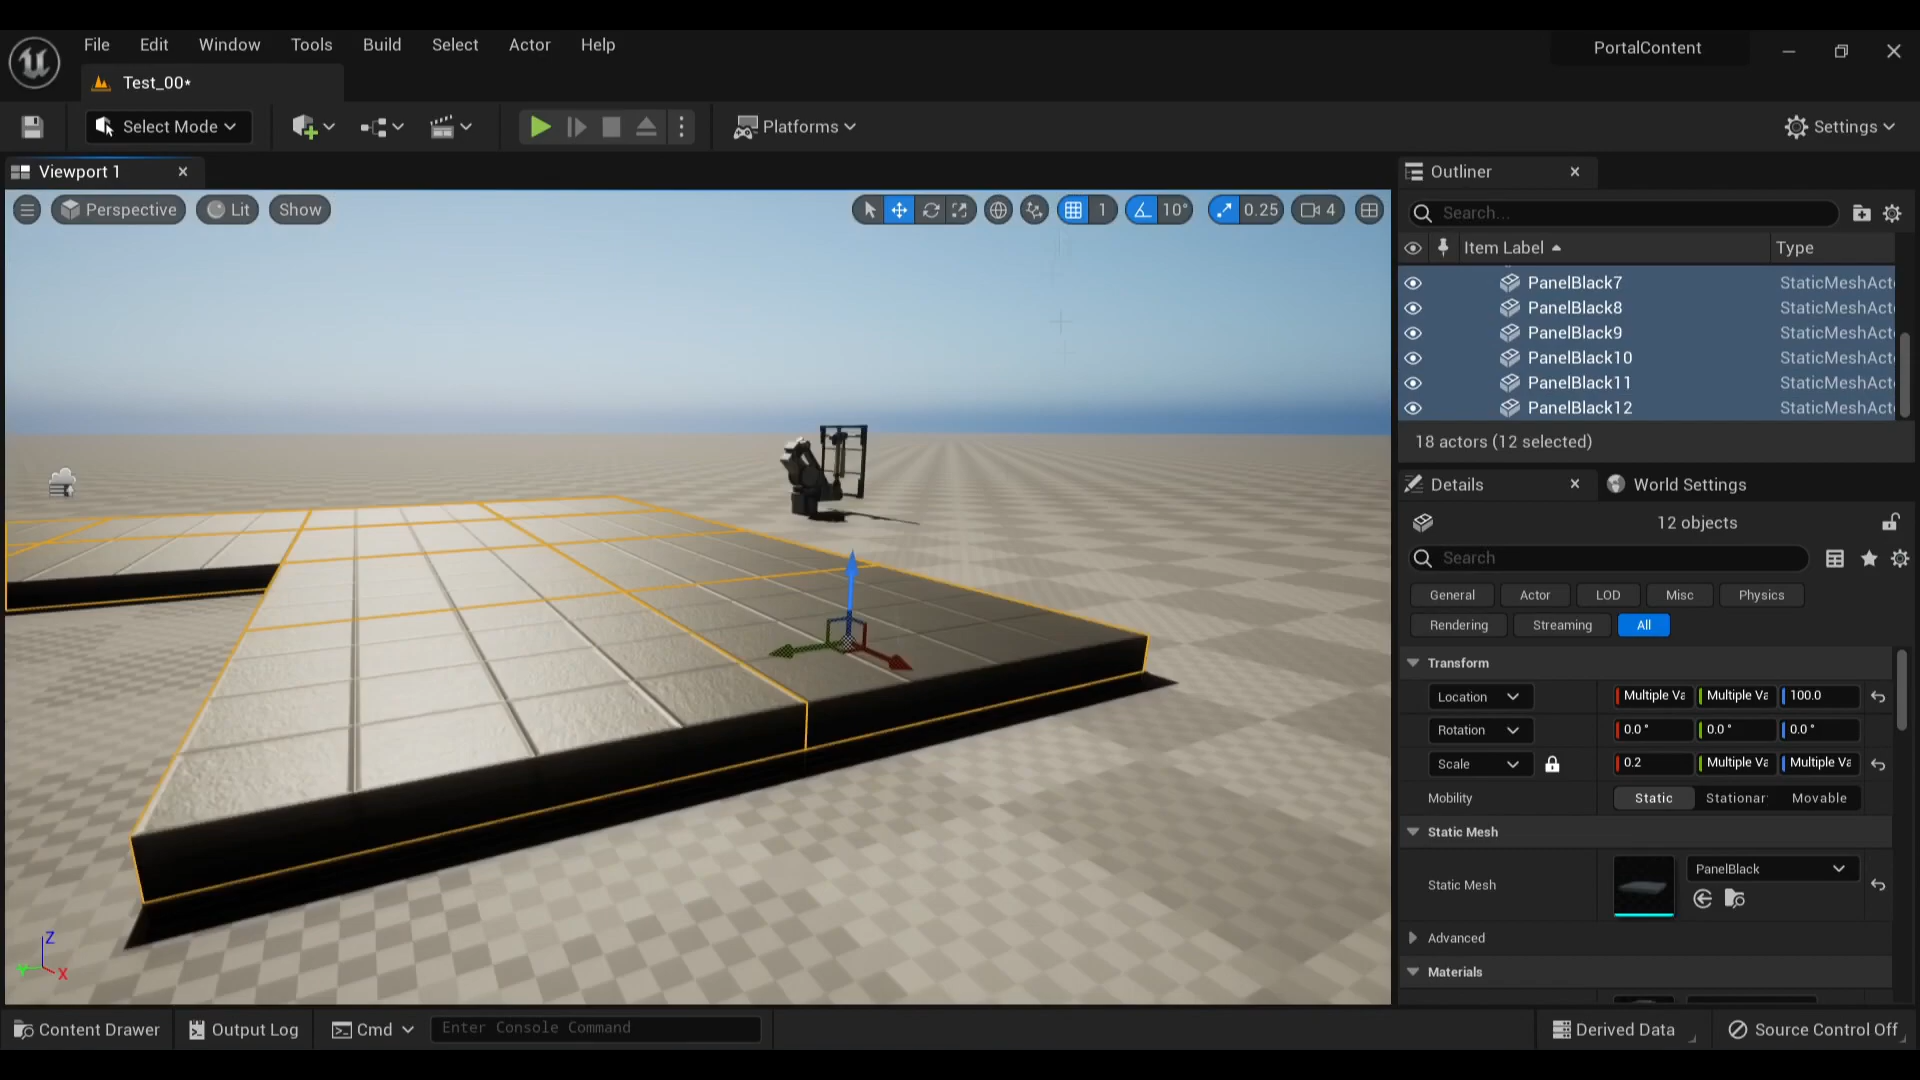 File Edit Window Tools Build Select Actor Help
PortalContent
Test_00*
Select Mode
Platforms
Settings
Viewport 1
Perspective
Lit
Show
1
10°
0.25
4
Outliner
Search...
Item Label
Type
PanelBlack7 StaticMeshAct
PanelBlack8 StaticMeshAct
PanelBlack9 StaticMeshAct
PanelBlack10 StaticMeshAct
PanelBlack11 StaticMeshAct
PanelBlack12 StaticMeshAct
18 actors (12 selected)
Details
World Settings
12 objects
Search
General Actor LOD Misc Physics
Rendering Streaming All
Transform
Location Multiple Va Multiple Va 100.0
Rotation 0.0° 0.0° 0.0°
Scale 0.2 Multiple Va Multiple Va
Mobility Static Stationar Movable
Static Mesh
Static Mesh PanelBlack
Advanced
Materials
Z
Y
X
Content Drawer
Output Log
Cmd
Enter Console Command
Derived Data
Source Control Off